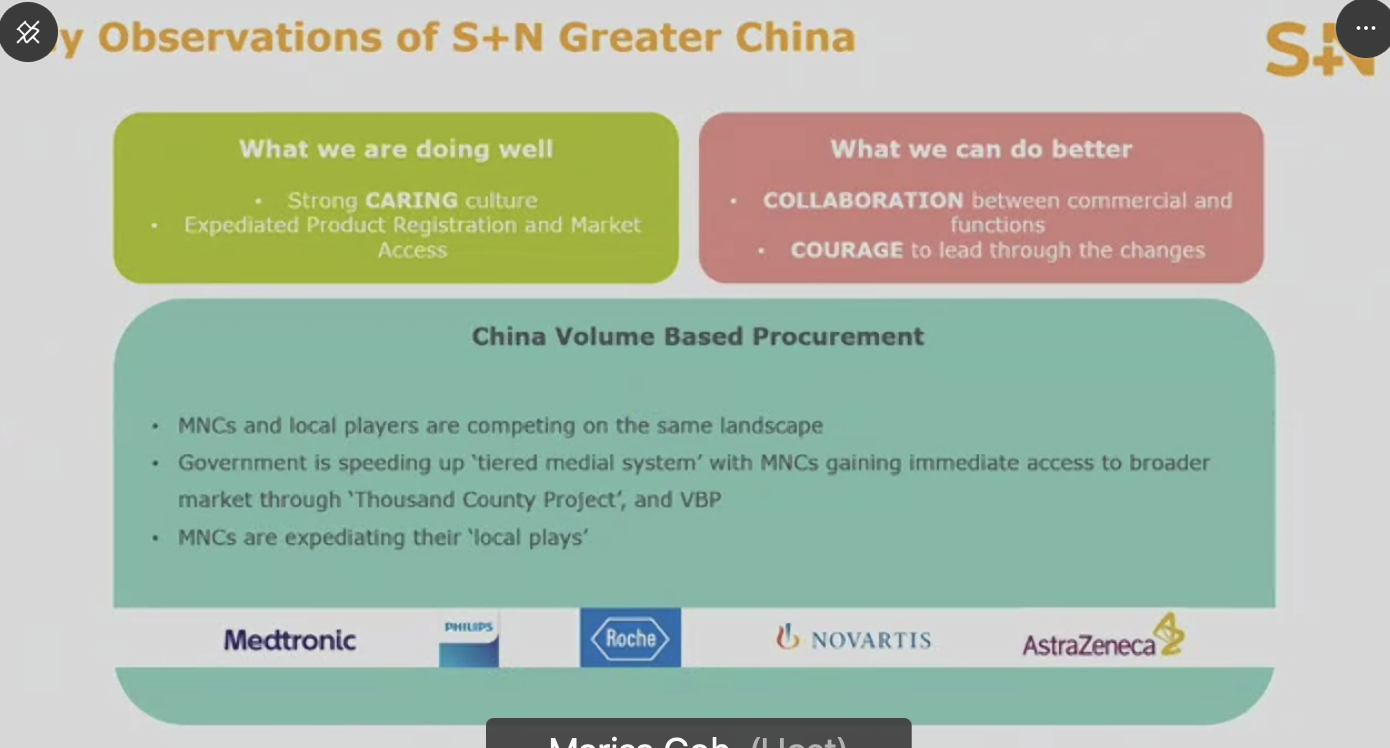 y Observations of S+N Greater China
S+N
What we are doing well
• Strong CARING culture
• Expediated Product Registration and Market
Access
What we can do better
• COLLABORATION between commercial and
functions
• COURAGE to lead through the changes
China Volume Based Procurement
• MNCs and local players are competing on the same landscape
• Government is speeding up ‘tiered medial system’ with MNCs gaining immediate access to broader
market through ‘Thousand County Project’, and VBP
• MNCs are expediating their ‘local plays’
Medtronic
PHILIPS
Roche
NOVARTIS
AstraZeneca
(Host)